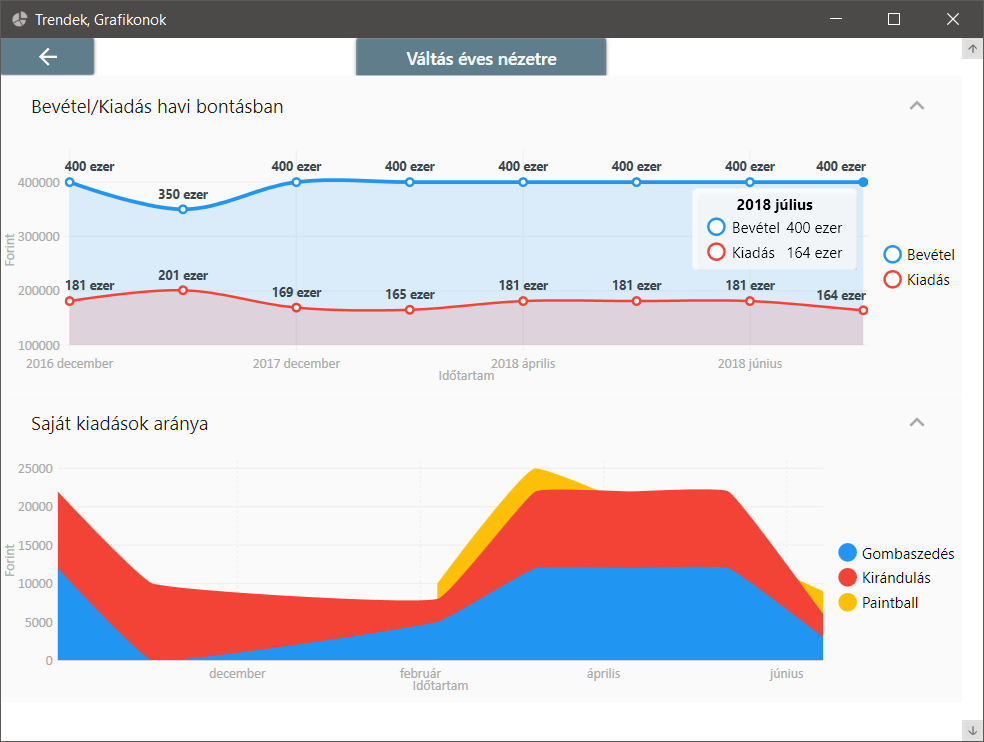 Trendek, Grafikonok
Váltás éves nézetre
Bevétel/Kiadás havi bontásban
400 ezer 350 ezer 400 ezer 400 ezer 400 ezer 400 ezer 400 ezer 400 ezer
181 ezer 201 ezer 169 ezer 165 ezer 181 ezer 181 ezer 181 ezer 164 ezer
400000
300000
200000
100000
Forint
2018 július
Bevétel 400 ezer
Kiadás 164 ezer
Bevétel
Kiadás
2016 december 2017 december 2018 április 2018 június
Időtartam
Saját kiadások aránya
25000
20000
15000
10000
5000
0
Forint
Gombaszedés
Kirándulás
Paintball
december február április június
Időtartam